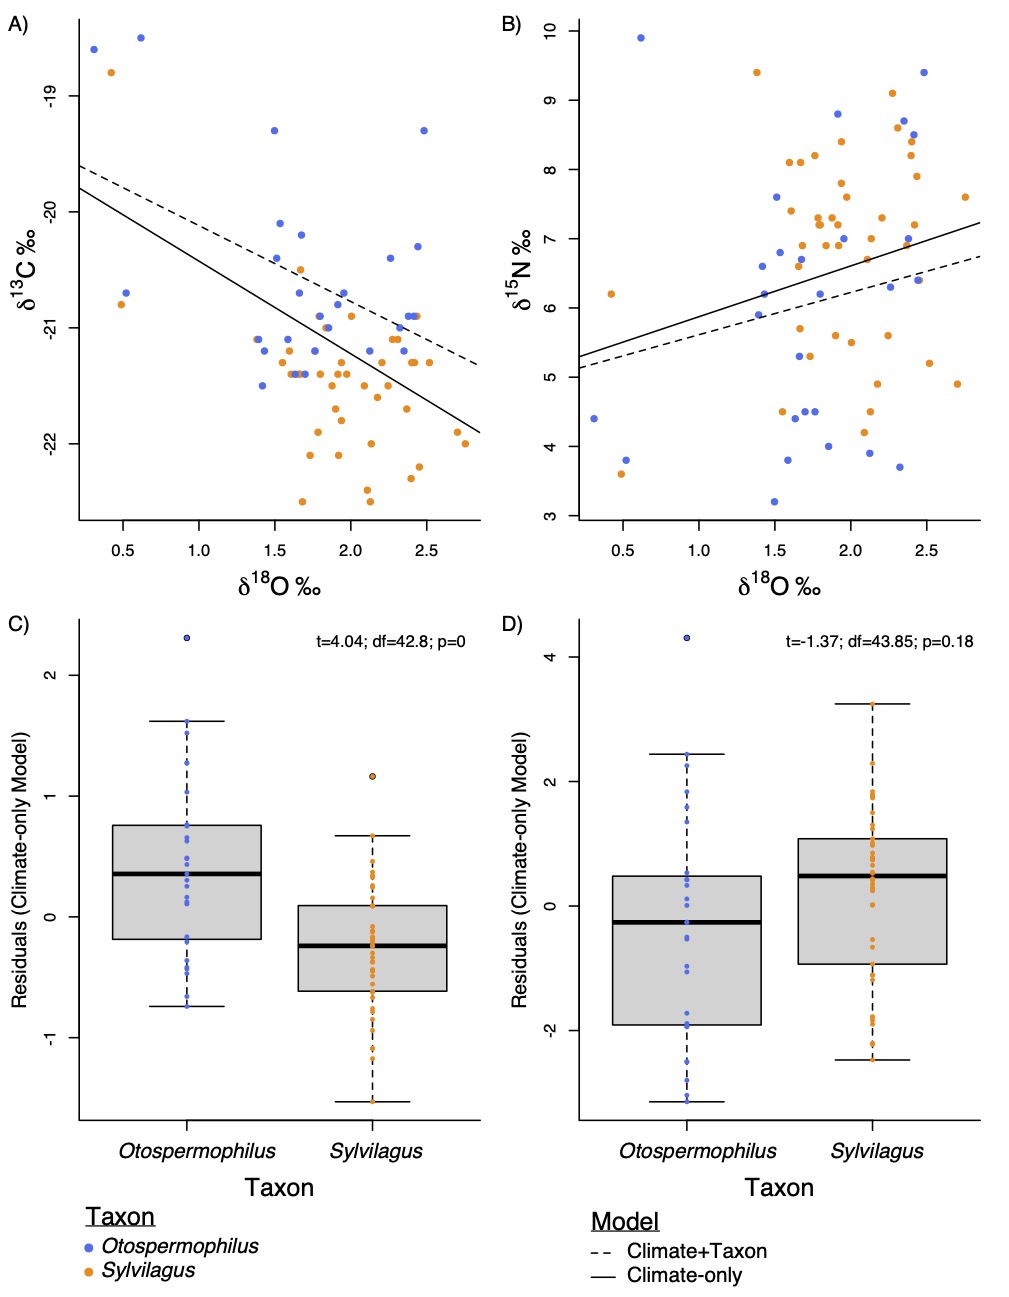 A)
-19
-20
-21
-22
δ¹³C ‰
0.5 1.0 1.5 2.0 2.5
δ¹⁸O ‰
B)
10
9
8
7
6
5
4
3
δ¹⁵N ‰
0.5 1.0 1.5 2.0 2.5
δ¹⁸O ‰
C)
t=4.04; df=42.8; p=0
2
1
0
-1
Residuals (Climate-only Model)
Otospermophilus Sylvilagus
Taxon
D)
t=-1.37; df=43.85; p=0.18
4
2
0
-2
Residuals (Climate-only Model)
Otospermophilus Sylvilagus
Taxon
Taxon
Otospermophilus
Sylvilagus
Model
Climate+Taxon
Climate-only